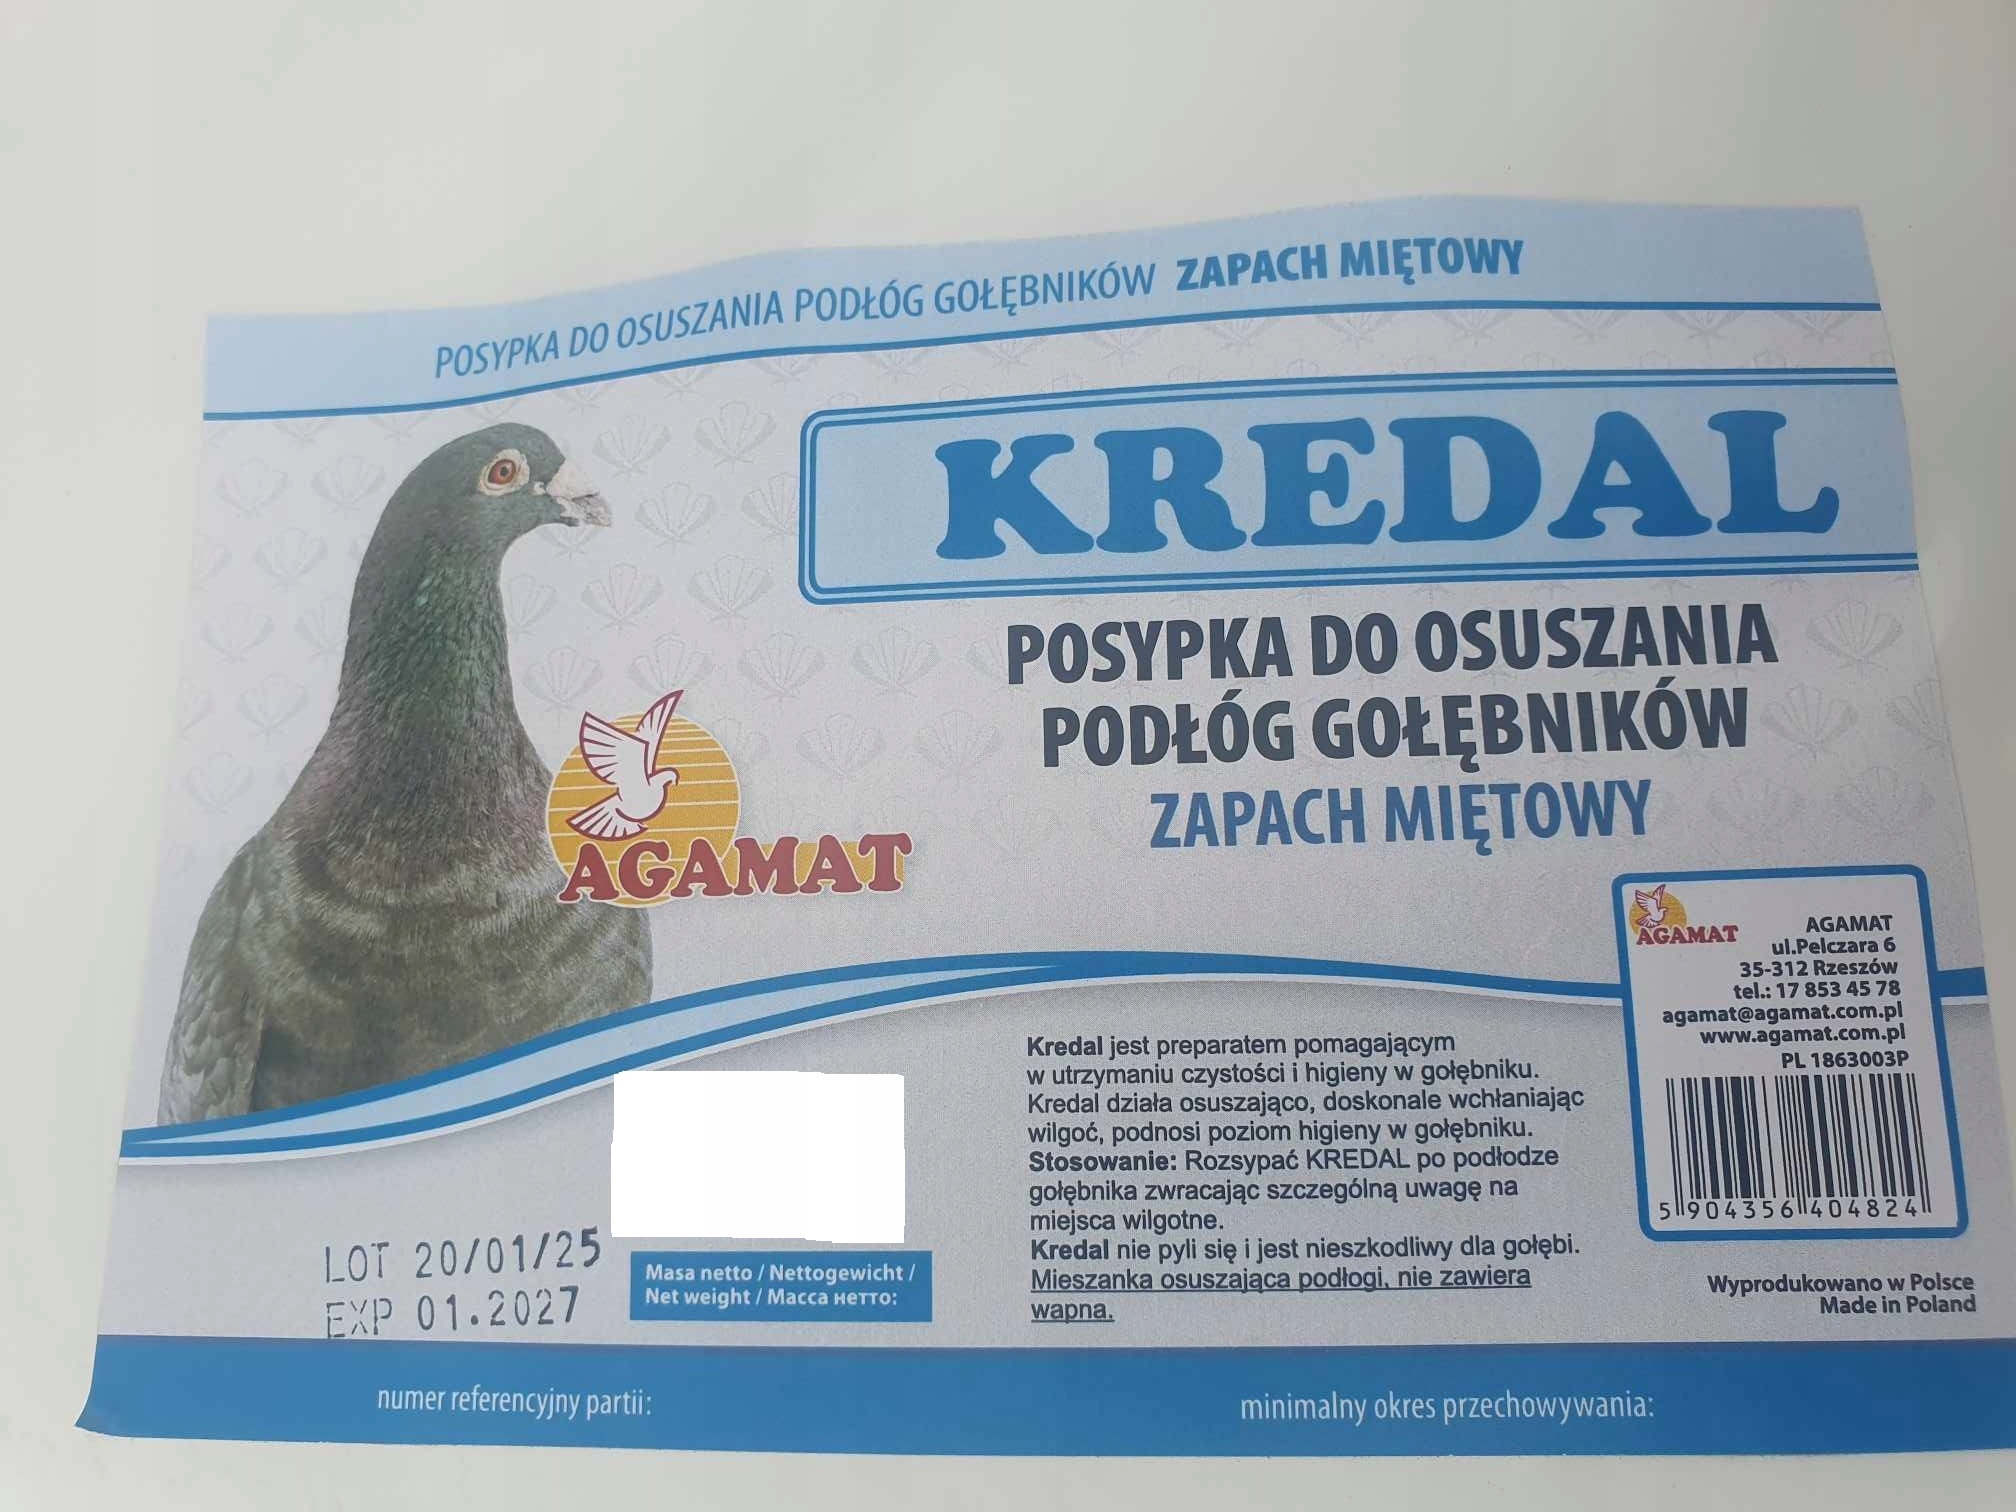 POSYPKA DO OSUSZANIA PODŁÓG GOŁĘBNIKÓW ZAPACH MIĘTOWY
KREDAL
POSYPKA DO OSUSZANIA
PODŁÓG GOŁĘBNIKÓW
ZAPACH MIĘTOWY
AGAMAT
AGAMAT
AGAMAT
ul.Pelczara 6
35-312 Rzeszów
tel.: 17 853 45 78
agamat@agamat.com.pl
www.agamat.com.pl
PL 1863003P
5 904356 404824
Kredal jest preparatem pomagającym
w utrzymaniu czystości i higieny w gołębniku.
Kredal działa osuszająco, doskonale wchłaniając
wilgoć, podnosi poziom higieny w gołębniku.
Stosowanie: Rozsypać KREDAL po podłodze
gołębnika zwracając szczególną uwagę na
miejsca wilgotne.
Kredal nie pyli się i jest nieszkodliwy dla gołębi.
Mieszanka osuszająca podłogi, nie zawiera
wapna.
LOT 20/01/25
EXP 01.2027
Masa netto / Nettogewicht /
Net weight / Масса нетто:
Wyprodukowano w Polsce
Made in Poland
numer referencyjny partii:
minimalny okres przechowywania: